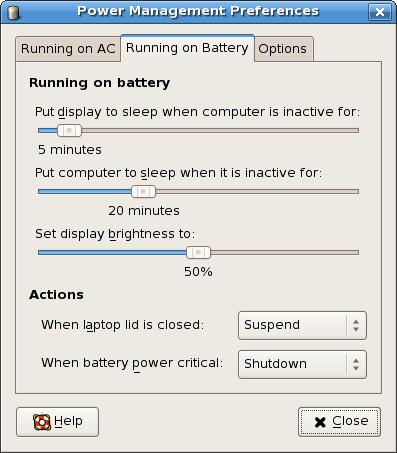 Power Management Preferences
Running on AC Running on Battery Options
Running on battery
Put display to sleep when computer is inactive for:
5 minutes
Put computer to sleep when it is inactive for:
20 minutes
Set display brightness to:
50%
Actions
When laptop lid is closed: Suspend
When battery power critical: Shutdown
Help Close